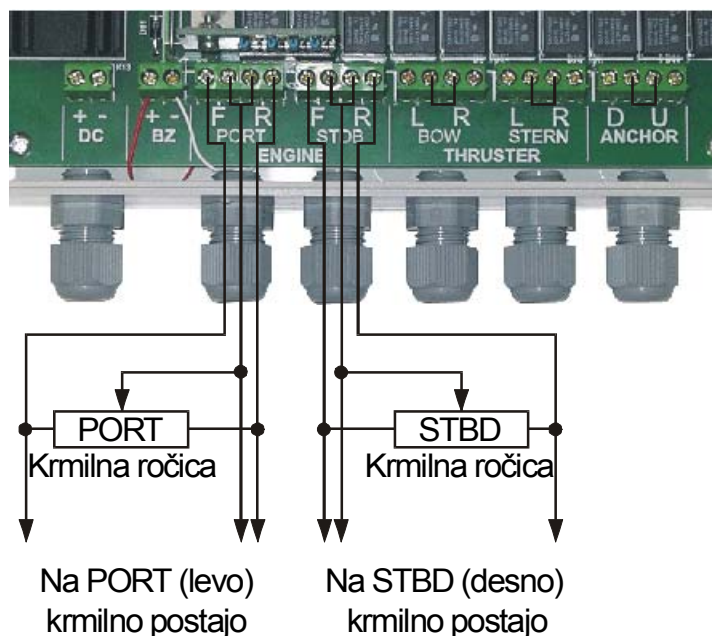 K13
+ - + - F R F R L R L R D U
DC BZ PORT STDB BOW STERN ANCHOR
ENGINE THRUSTER
PORT STBD
Krmilna ročica Krmilna ročica
Na PORT (levo) Na STBD (desno)
krmilno postajo krmilno postajo